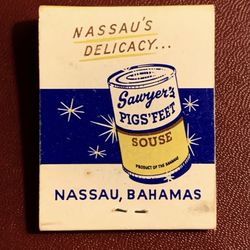 NASSAU'S
DELICACY...
Sawyer's
PIGS' FEET
SOUSE
PRODUCT OF THE BAHAMAS
NASSAU, BAHAMAS